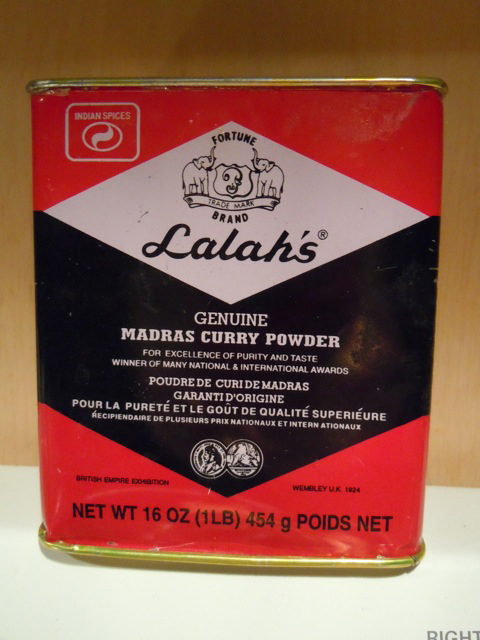 INDIAN SPICES
FORTUNE
TRADE MARK
BRAND
Lalah's®
GENUINE
MADRAS CURRY POWDER
FOR EXCELLENCE OF PURITY AND TASTE
WINNER OF MANY NATIONAL & INTERNATIONAL AWARDS
POUDRE DE CURI DE MADRAS
GARANTI D'ORIGINE
POUR LA PURETÉ ET LE GOÛT DE QUALITÉ SUPERIÉURE
RÉCIPIENDAIRE DE PLUSIEURS PRIX NATIONAUX ET INTERNATIONAUX
BRITISH EMPIRE EXHIBITION
WEMBLEY U.K 1924
NET WT 16 OZ (1LB) 454 g POIDS NET
RIGHT